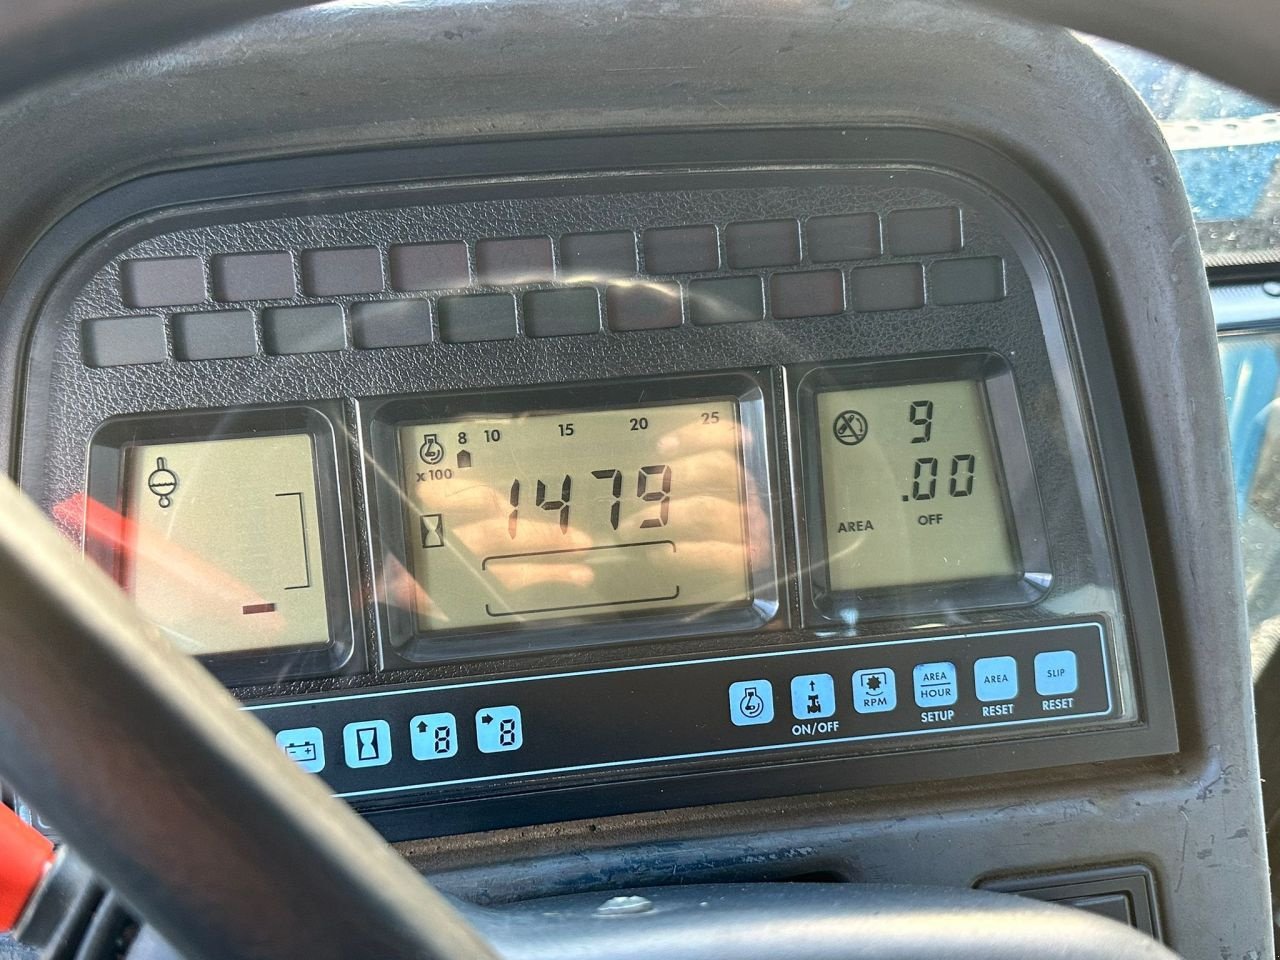 8 10 15 20 25
x100
1479
9
.00
AREA OFF
8
8
ON/OFF
RPM
AREA
HOUR
SETUP
AREA
RESET
SLIP
RESET